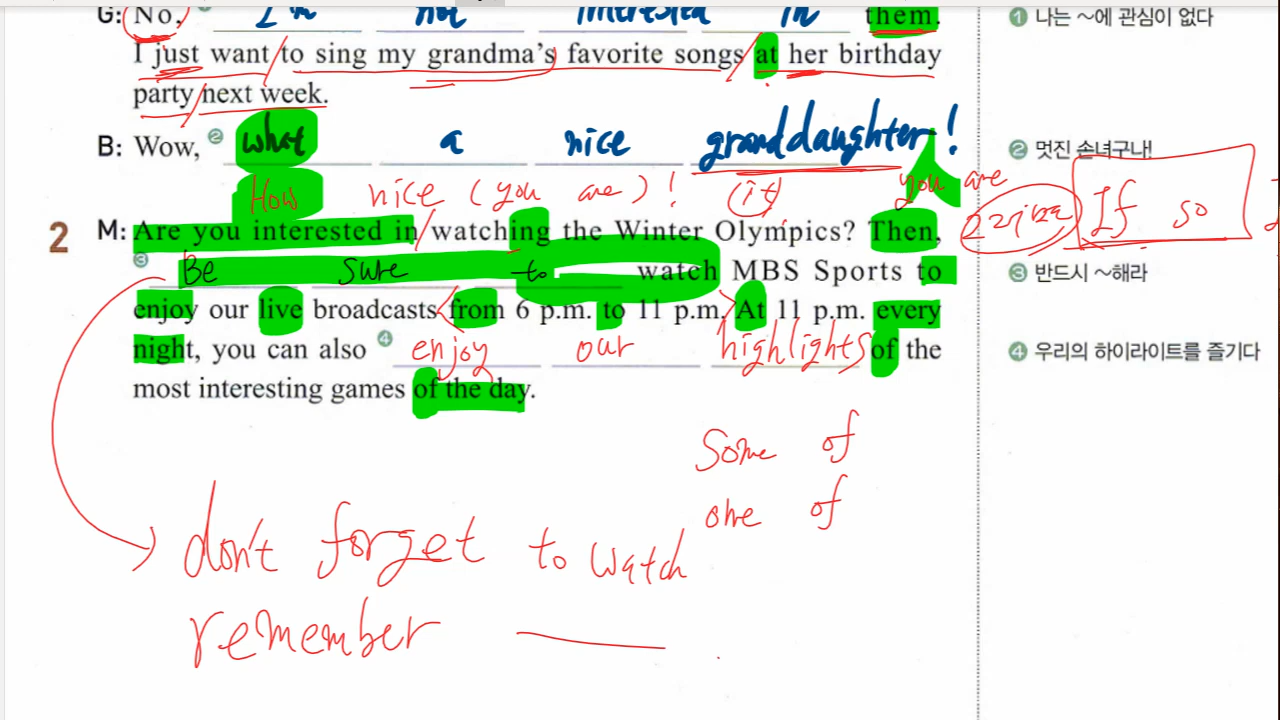 G: No, I'm not interested in them. ① 나는 ~에 관심이 없다
I just want to sing my grandma's favorite songs at her birthday
party next week.
B: Wow, ② what a nice granddaughter! ② 멋진 손녀구나!
How nice (you are)! (it) you are
If so
2 M: Are you interested in watching the Winter Olympics? Then,
③ Be sure to watch MBS Sports to ③ 반드시 ~해라
enjoy our live broadcasts from 6 p.m. to 11 p.m. At 11 p.m. every
night, you can also ④ enjoy our highlights of the ④ 우리의 하이라이트를 즐기다
most interesting games of the day.
Some of
one of
don't forget to watch
remember